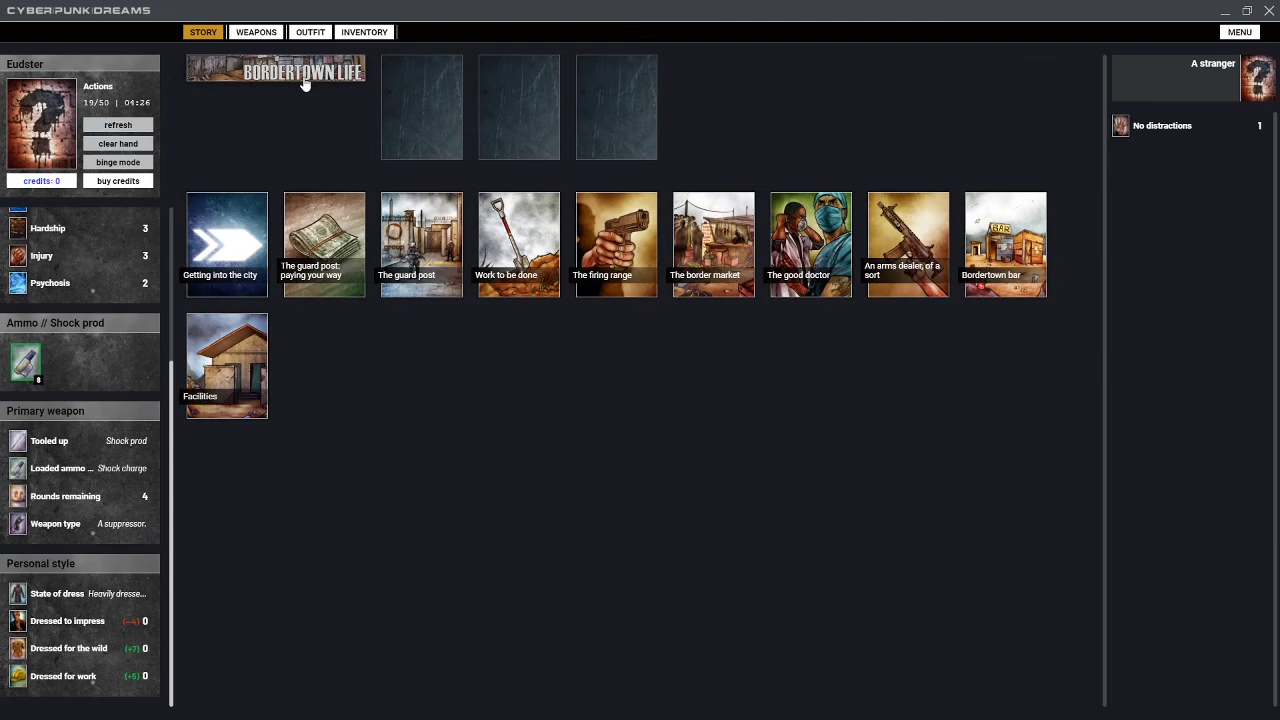 CYBER|PUNK|DREAMS
STORY
WEAPONS
OUTFIT
INVENTORY
MENU
Eudster
Actions
19/50 | 04:26
refresh
clear hand
binge mode
credits: 0
buy credits
Hardship 3
Injury 3
Psychosis 2
Ammo // Shock prod
8
Primary weapon
Tooled up Shock prod
Loaded ammo ... Shock charge
Rounds remaining 4
Weapon type A suppressor.
Personal style
State of dress Heavily dresse...
Dressed to impress (-4) 0
Dressed for the wild (+7) 0
Dressed for work (+5) 0
BORDERTOWN LIFE
Getting into the city
The guard post:
paying your way
group
The guard post
Work to be done
The firing range
The border market
The good doctor
An arms dealer, of a
sort
BAR
Bordertown bar
Facilities
A stranger
No distractions 1